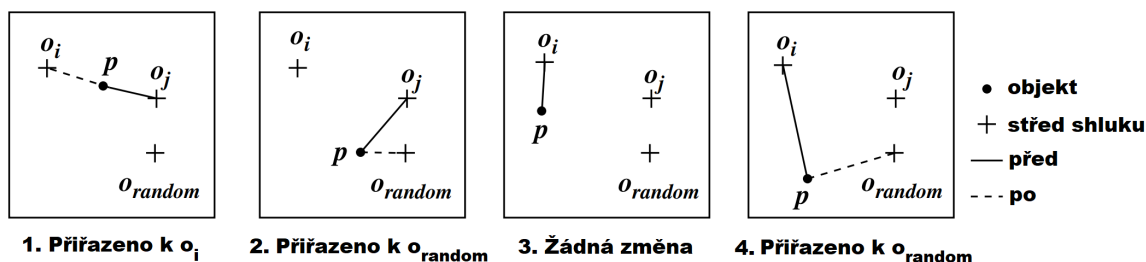 o_i
p
o_j
o_random
1. Přiřazeno k o_i
o_i
o_j
p
o_random
2. Přiřazeno k o_random
o_i
o_j
p
o_random
3. Žádná změna
o_i
o_j
p
o_random
4. Přiřazeno k o_random
objekt
střed shluku
před
po